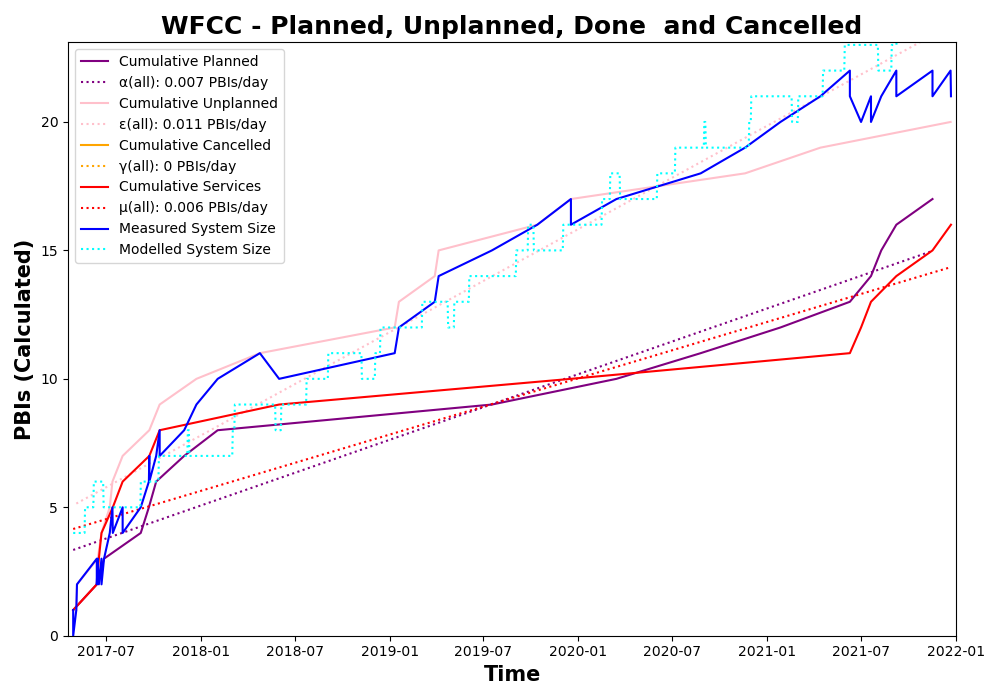 WFCC - Planned, Unplanned, Done  and Cancelled
Cumulative Planned
α(all): 0.007 PBIs/day
Cumulative Unplanned
ε(all): 0.011 PBIs/day
Cumulative Cancelled
γ(all): 0 PBIs/day
Cumulative Services
μ(all): 0.006 PBIs/day
Measured System Size
Modelled System Size
PBIs (Calculated)
20
15
10
5
0
2017-07 2018-01 2018-07 2019-01 2019-07 2020-01 2020-07 2021-01 2021-07 2022-01
Time